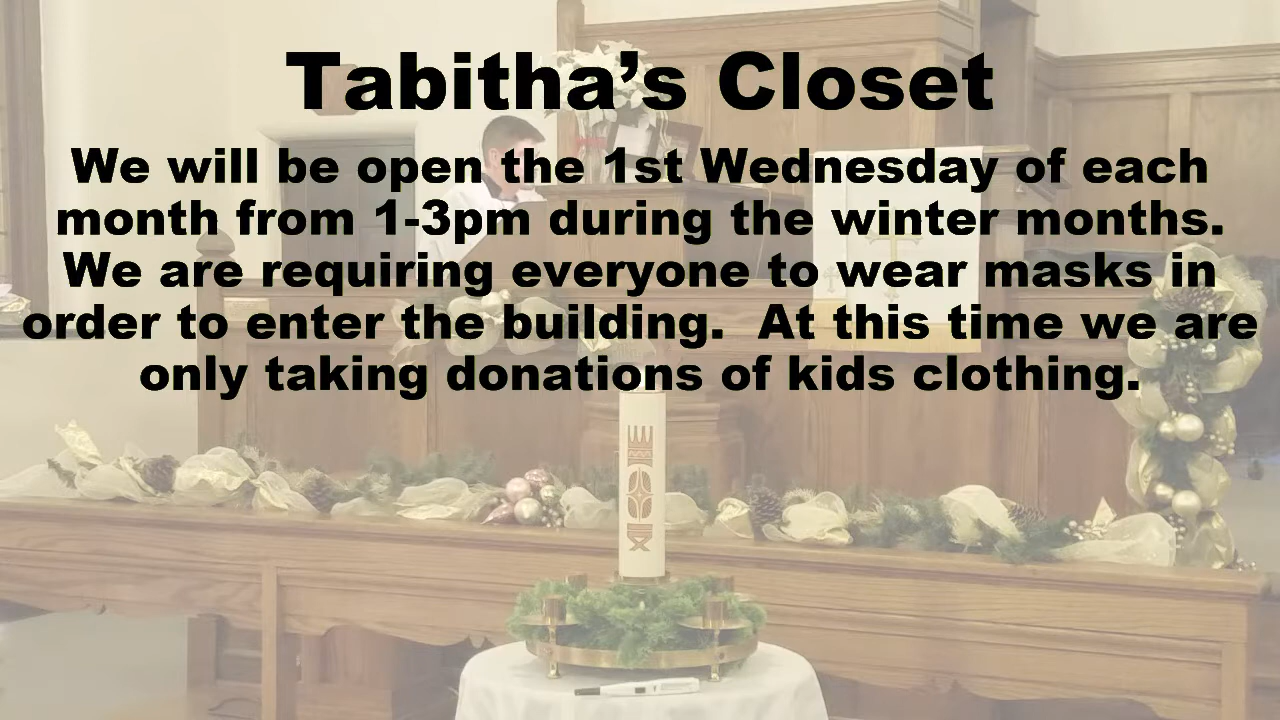 Tabitha’s Closet
We will be open the 1st Wednesday of each
month from 1-3pm during the winter months.
We are requiring everyone to wear masks in
order to enter the building.  At this time we are
only taking donations of kids clothing.